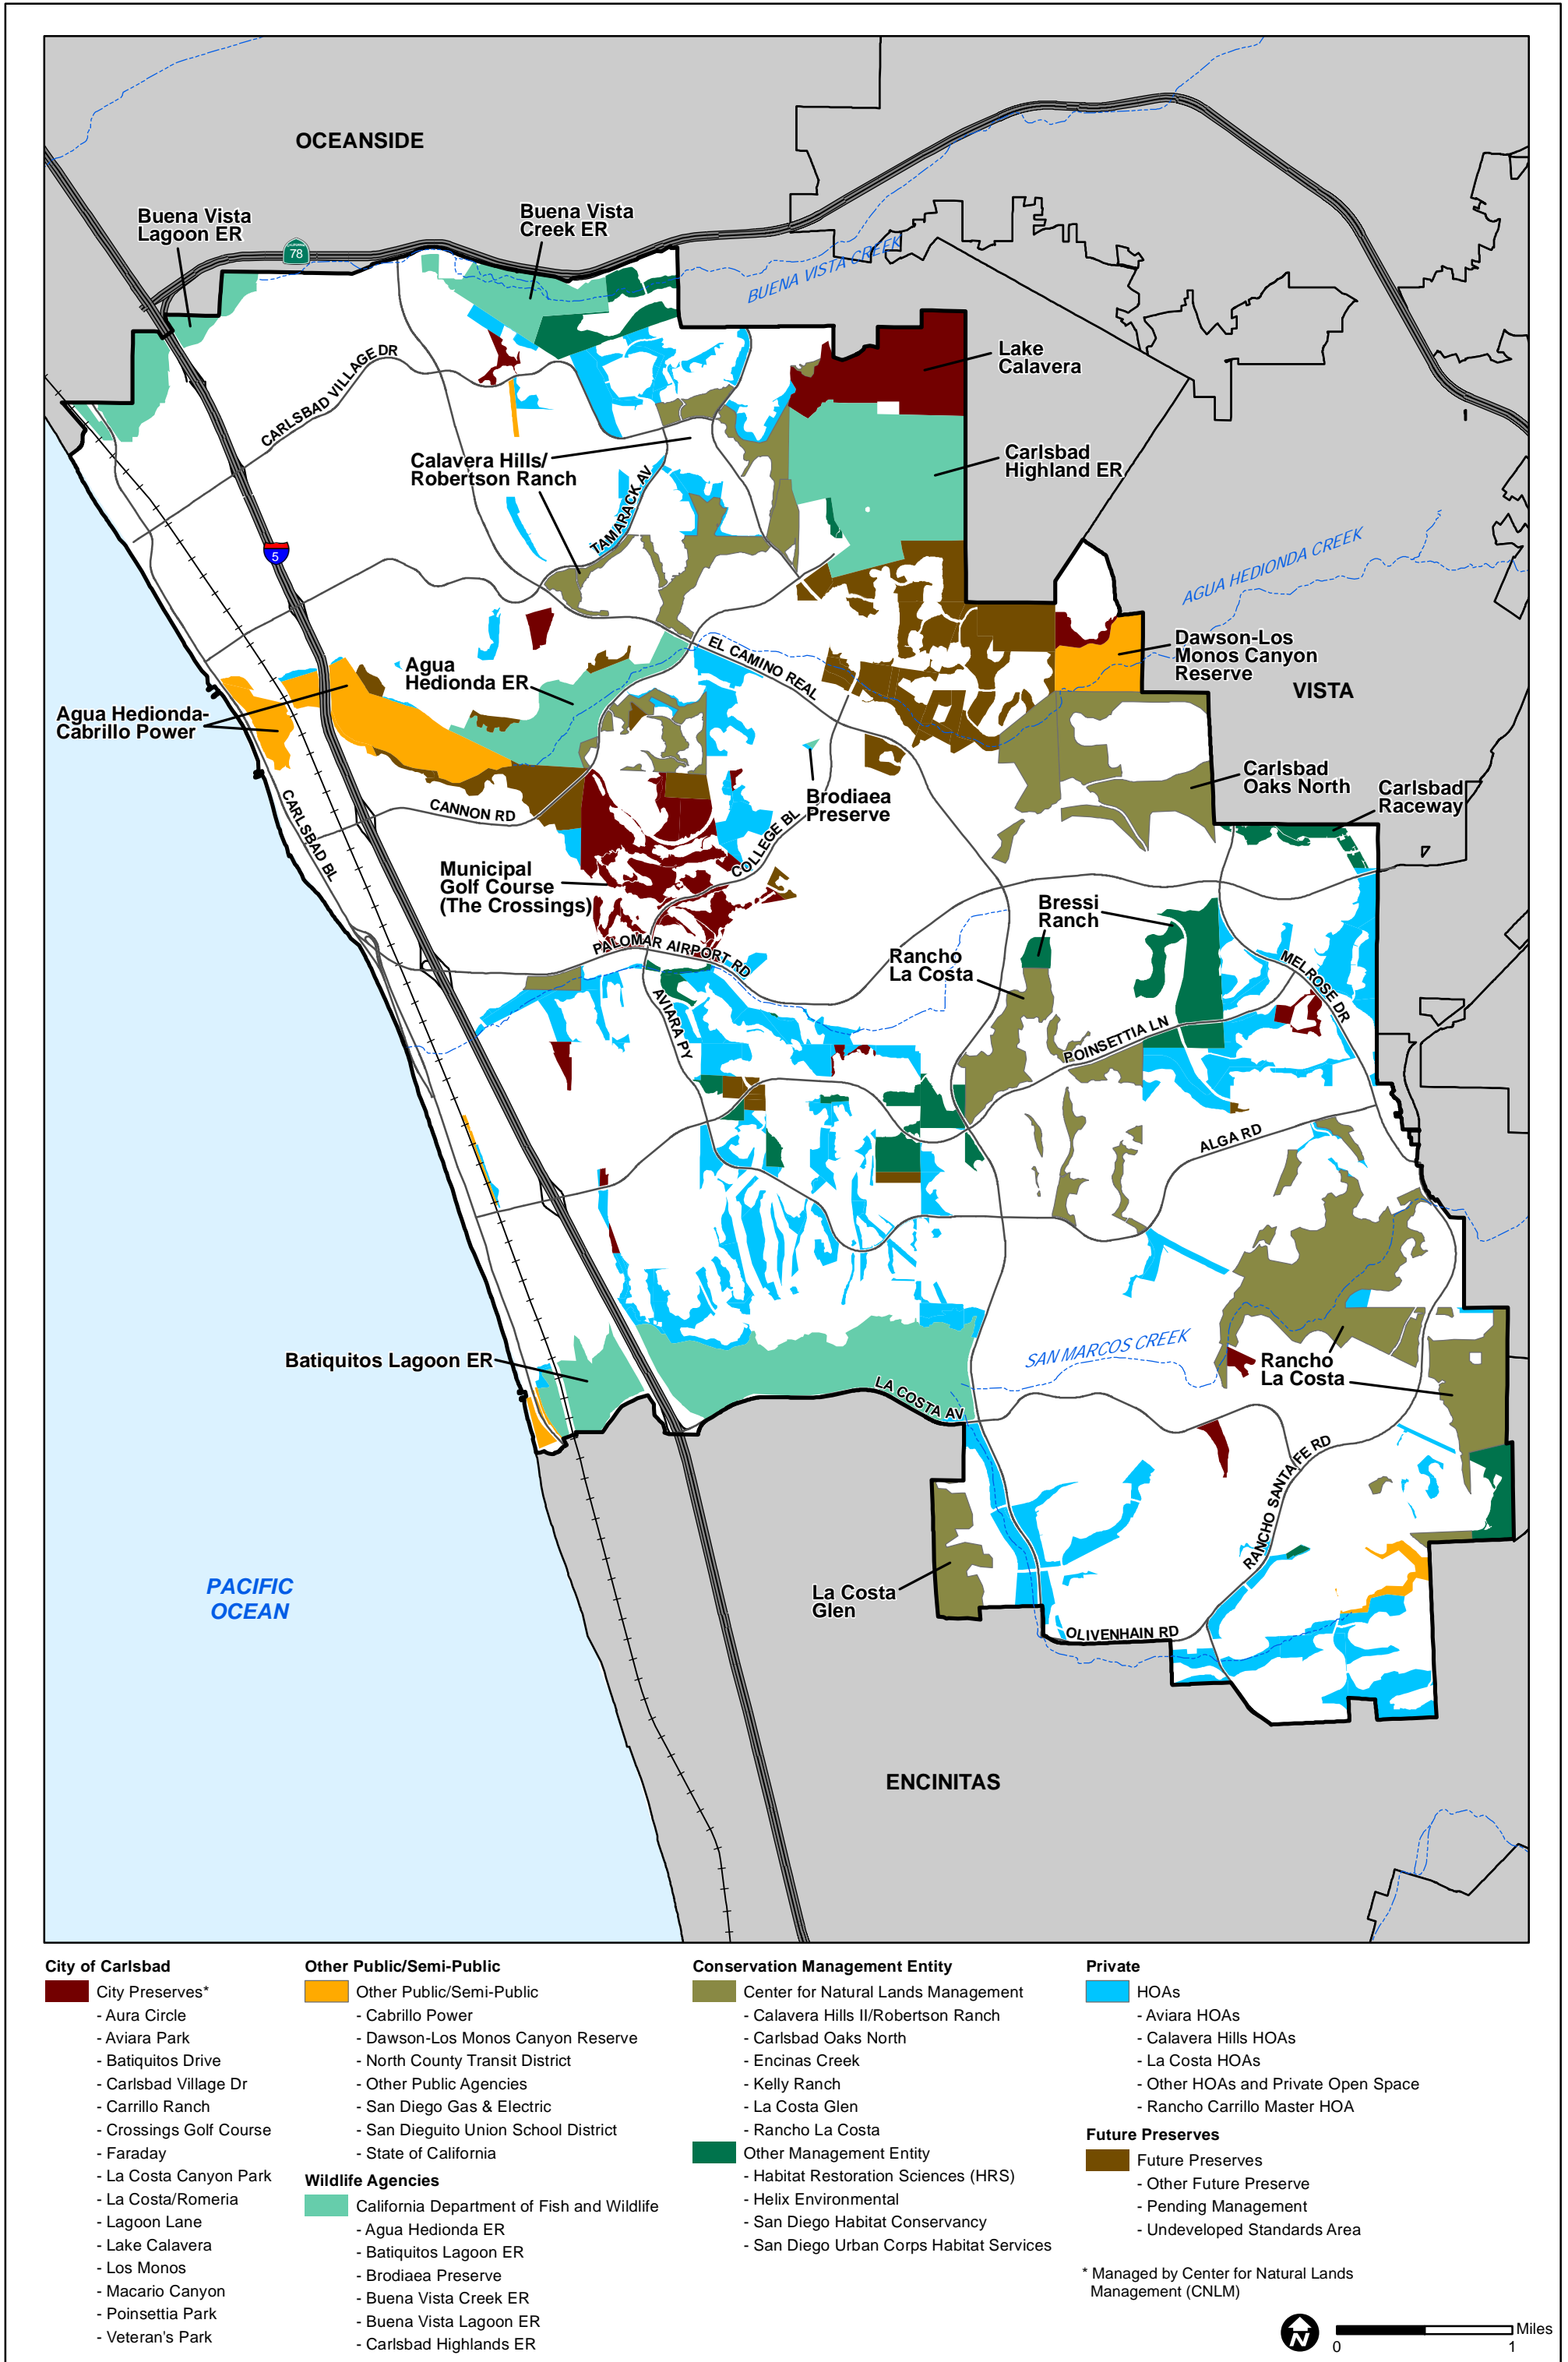 OCEANSIDE
Buena Vista
Lagoon ER
CALIFORNIA
78
Buena Vista
Creek ER
BUENA VISTA CREEK
Lake
Calavera
CARLSBAD VILLAGE DR
Calavera Hills/
Robertson Ranch
Carlsbad
Highland ER
TAMARACK AV
5
AGUA HEDIONDA CREEK
Agua
Hedionda ER
EL CAMINO REAL
Dawson-Los
Monos Canyon
Reserve
VISTA
Agua Hedionda-
Cabrillo Power
Carlsbad
Oaks North
Carlsbad
Raceway
Brodiaea
Preserve
CANNON RD
CARLSBAD BL
COLLEGE BL
Municipal
Golf Course
(The Crossings)
Bressi
Ranch
PALOMAR AIRPORT RD
Rancho
La Costa
MELROSE DR
AVIARA PY
POINSETTIA LN
ALGA RD
SAN MARCOS CREEK
Batiquitos Lagoon ER
Rancho
La Costa
LA COSTA AV
RANCHO SANTA FE RD
PACIFIC
OCEAN
La Costa
Glen
OLIVENHAIN RD
ENCINITAS
City of Carlsbad
City Preserves*
- Aura Circle
- Aviara Park
- Batiquitos Drive
- Carlsbad Village Dr
- Carrillo Ranch
- Crossings Golf Course
- Faraday
- La Costa Canyon Park
- La Costa/Romeria
- Lagoon Lane
- Lake Calavera
- Los Monos
- Macario Canyon
- Poinsettia Park
- Veteran's Park
Other Public/Semi-Public
Other Public/Semi-Public
- Cabrillo Power
- Dawson-Los Monos Canyon Reserve
- North County Transit District
- Other Public Agencies
- San Diego Gas & Electric
- San Dieguito Union School District
- State of California
Wildlife Agencies
California Department of Fish and Wildlife
- Agua Hedionda ER
- Batiquitos Lagoon ER
- Brodiaea Preserve
- Buena Vista Creek ER
- Buena Vista Lagoon ER
- Carlsbad Highlands ER
Conservation Management Entity
Center for Natural Lands Management
- Calavera Hills II/Robertson Ranch
- Carlsbad Oaks North
- Encinas Creek
- Kelly Ranch
- La Costa Glen
- Rancho La Costa
Other Management Entity
- Habitat Restoration Sciences (HRS)
- Helix Environmental
- San Diego Habitat Conservancy
- San Diego Urban Corps Habitat Services
Private
HOAs
- Aviara HOAs
- Calavera Hills HOAs
- La Costa HOAs
- Other HOAs and Private Open Space
- Rancho Carrillo Master HOA
Future Preserves
Future Preserves
- Other Future Preserve
- Pending Management
- Undeveloped Standards Area
* Managed by Center for Natural Lands
Management (CNLM)
N
Miles
0 1